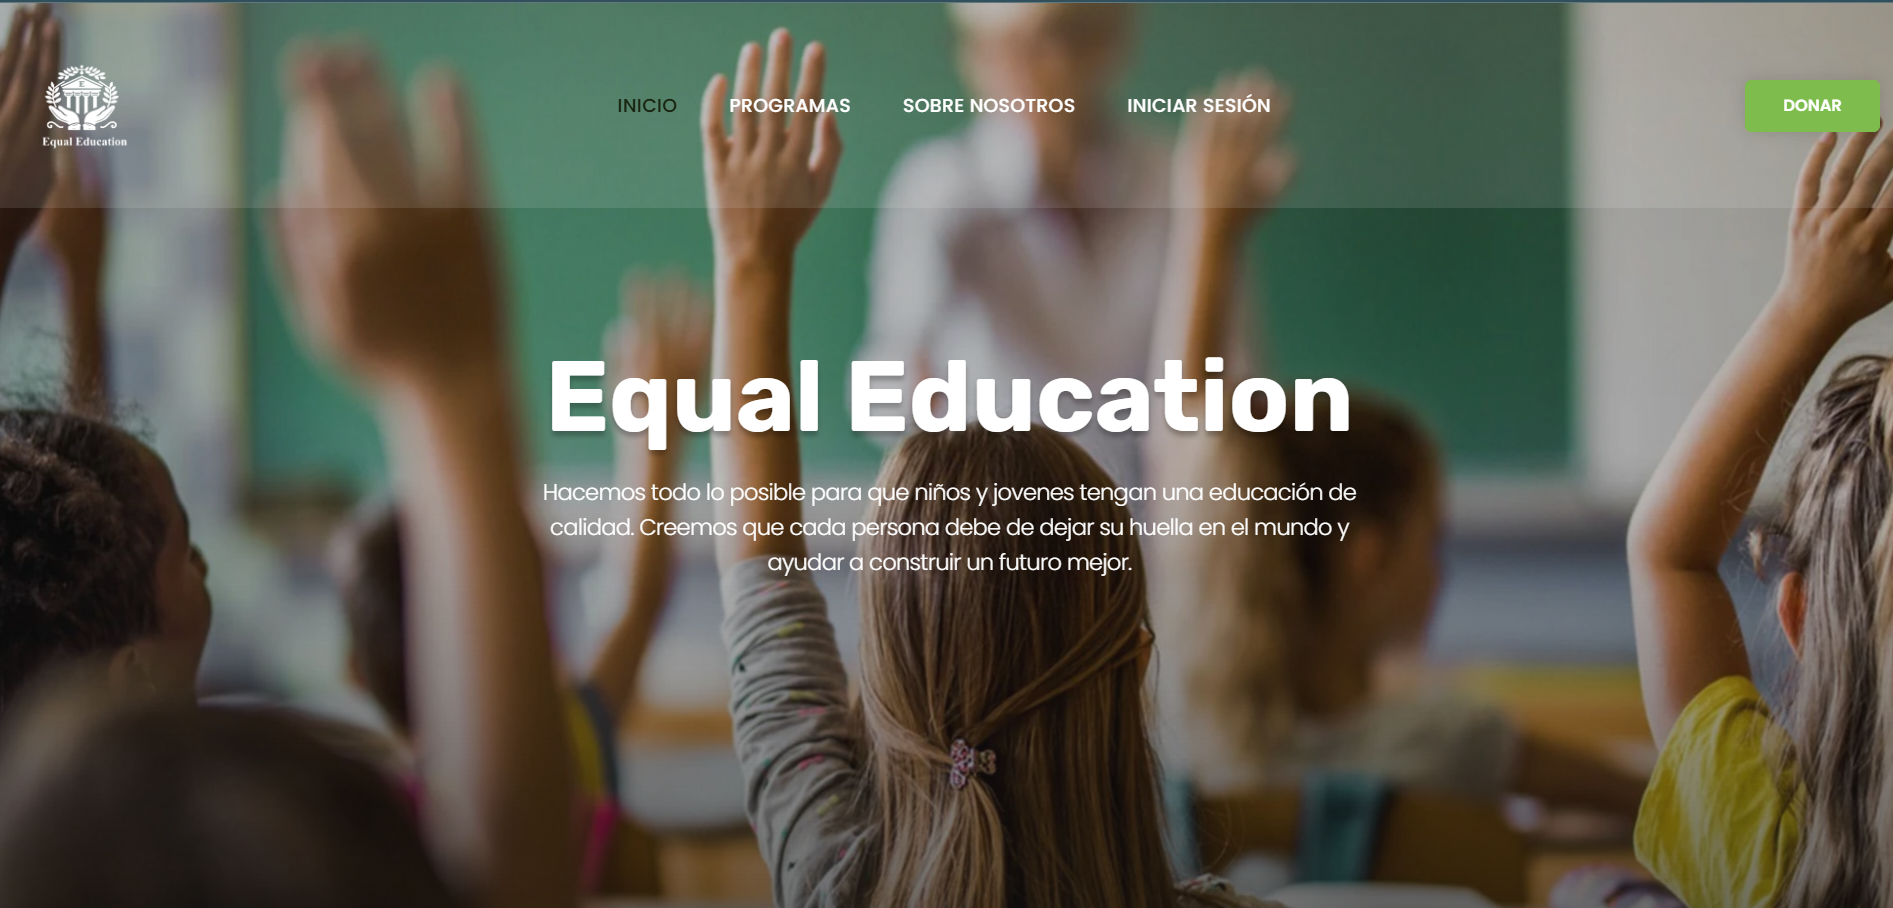 E
Equal Education
INICIO
PROGRAMAS
SOBRE NOSOTROS
INICIAR SESIÓN
DONAR
Equal Education
Hacemos todo lo posible para que niños y jovenes tengan una educación de
calidad. Creemos que cada persona debe de dejar su huella en el mundo y
ayudar a construir un futuro mejor.